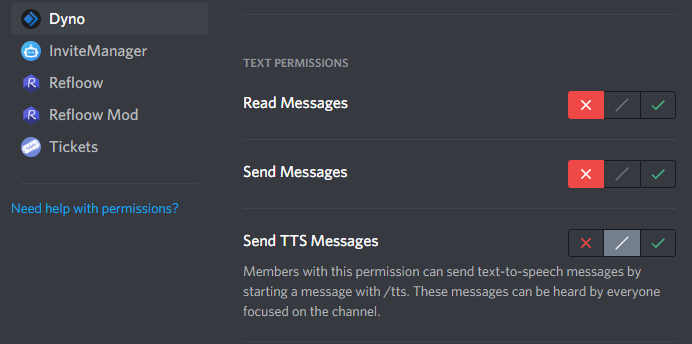 Dyno
InviteManager
Refloow
Refloow Mod
Tickets
Need help with permissions?
TEXT PERMISSIONS
Read Messages
Send Messages
Send TTS Messages
Members with this permission can send text-to-speech messages by
starting a message with /tts. These messages can be heard by everyone
focused on the channel.